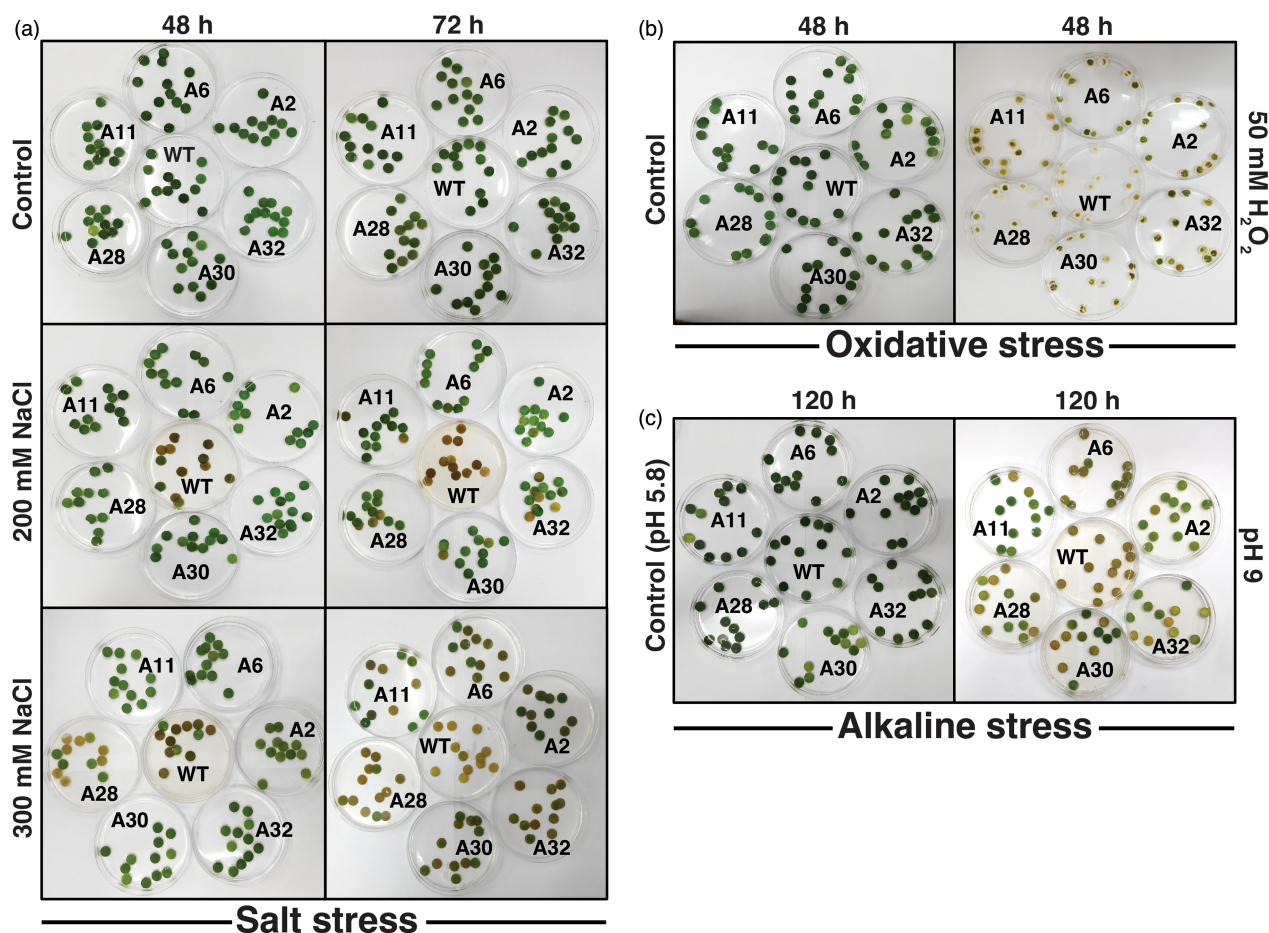 (a)
48 h
72 h
Control
A6
A2
A11
WT
A28
A32
A30
A6
A11
A2
WT
A28
A32
A30
200 mM NaCl
A6
A11
A2
WT
A28
A32
A30
A6
A11
A2
WT
A28
A32
A30
300 mM NaCl
A11
A6
A2
WT
A28
A30
A32
A11
A6
A2
WT
A28
A30
A32
Salt stress
(b)
48 h
48 h
Control
A11
A6
A2
WT
A28
A32
A30
A6
A11
A2
WT
A28
A32
A30
50 mM H₂O₂
Oxidative stress
(c)
120 h
120 h
Control (pH 5.8)
A6
A2
A11
WT
A28
A32
A30
A6
A11
A2
WT
A28
A32
A30
pH 9
Alkaline stress